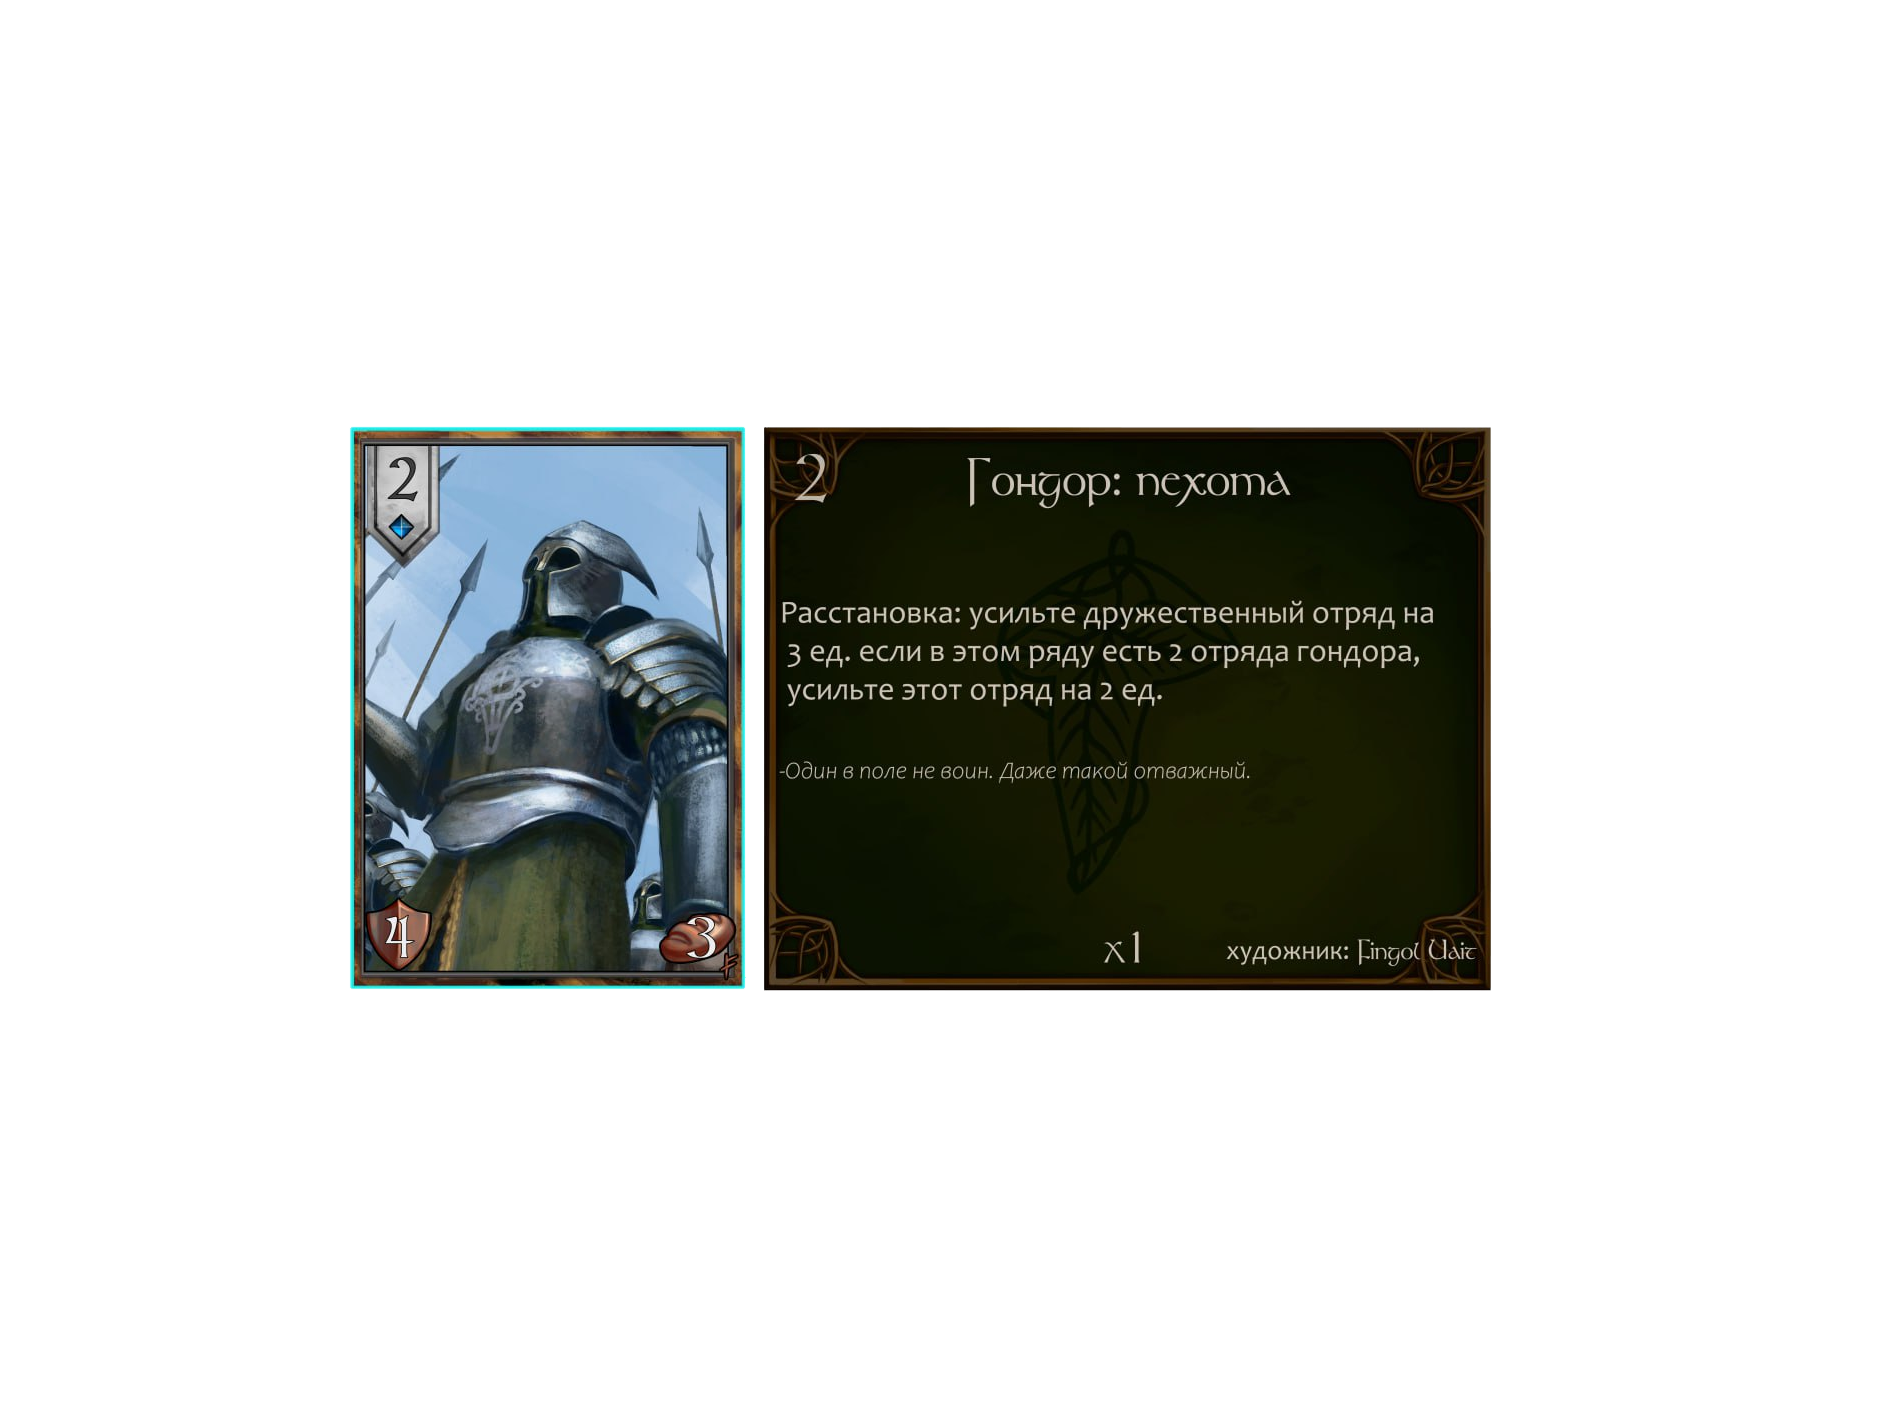 2
4
3
2
Гондор: пехота
Расстановка: усильте дружественный отряд на
3 ед. если в этом ряду есть 2 отряда гондора,
усильте этот отряд на 2 ед.
-Один в поле не воин. Даже такой отважный.
x1
художник: Fingol Uait